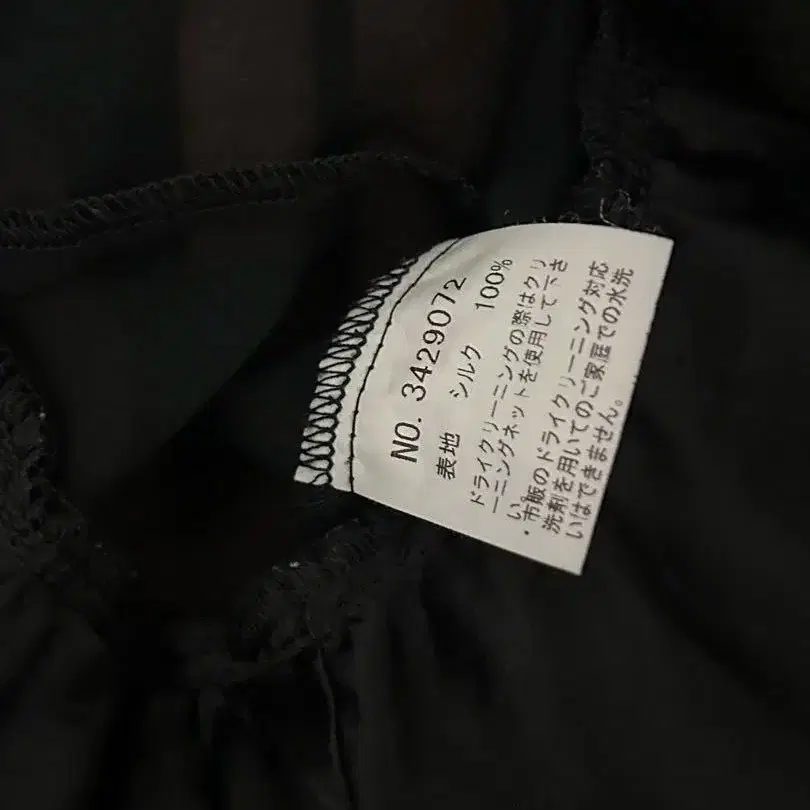 NO. 3429072
表地 シルク 100%
ドライクリーニングの際はクリ
ーニングネットを使用して下さ
い。
・市販のドライクリーニング対応
洗剤を用いてのご家庭での水洗
いはできません。